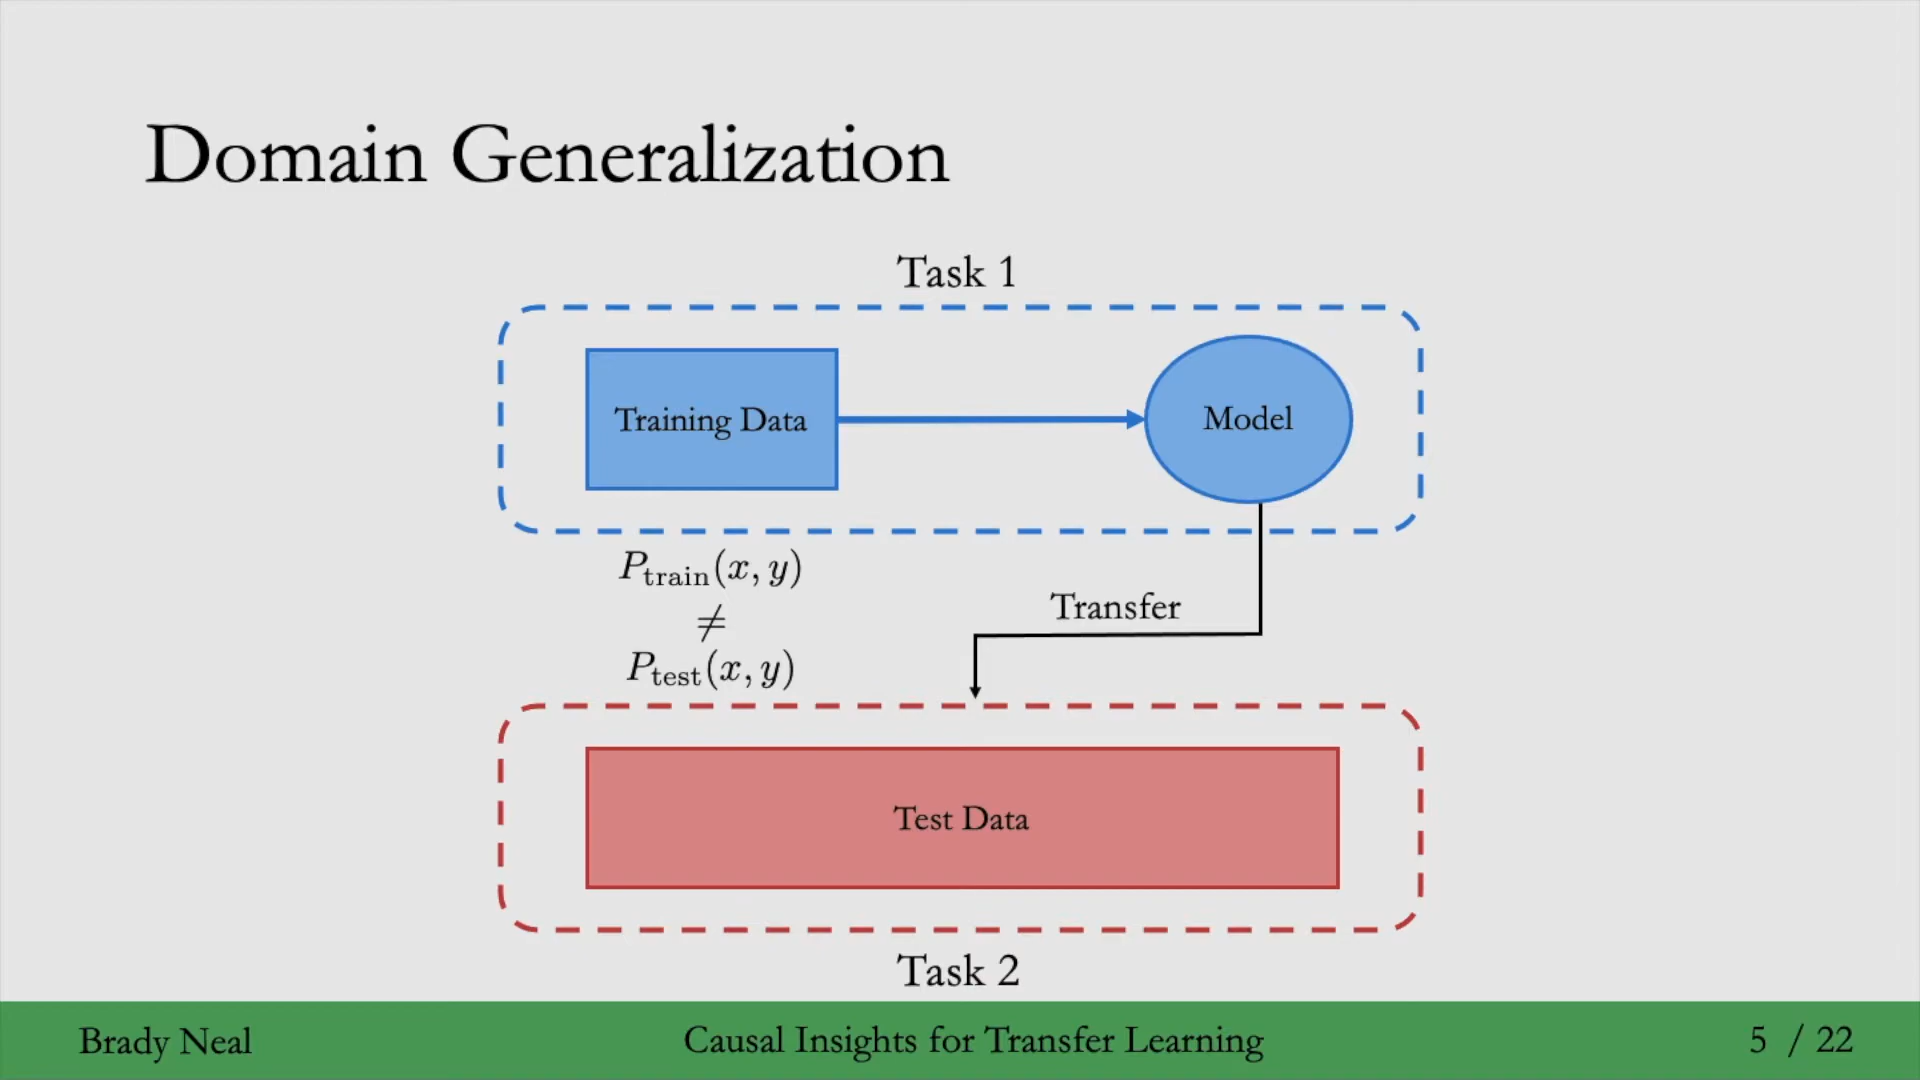 Domain Generalization
Task 1
Training Data
Model
P_train(x, y)
≠
P_test(x, y)
Transfer
Test Data
Task 2
Brady Neal
Causal Insights for Transfer Learning
5 / 22